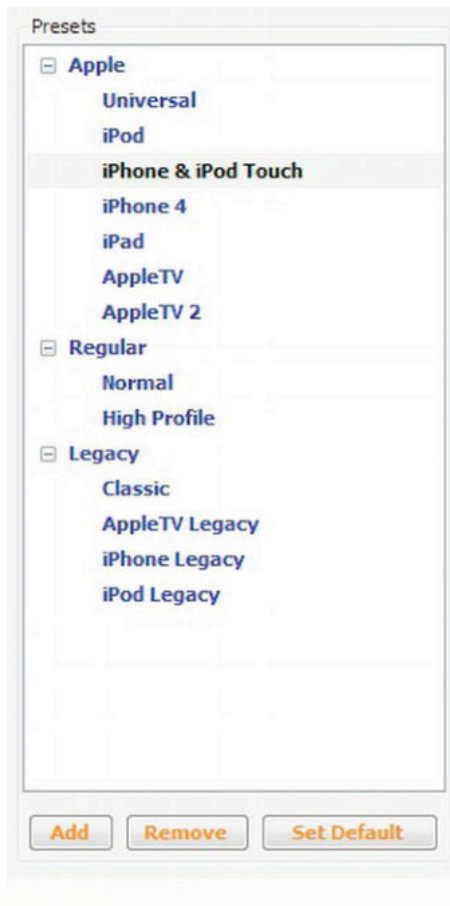 Presets
Apple
Universal
iPod
iPhone & iPod Touch
iPhone 4
iPad
AppleTV
AppleTV 2
Regular
Normal
High Profile
Legacy
Classic
AppleTV Legacy
iPhone Legacy
iPod Legacy
Add Remove Set Default